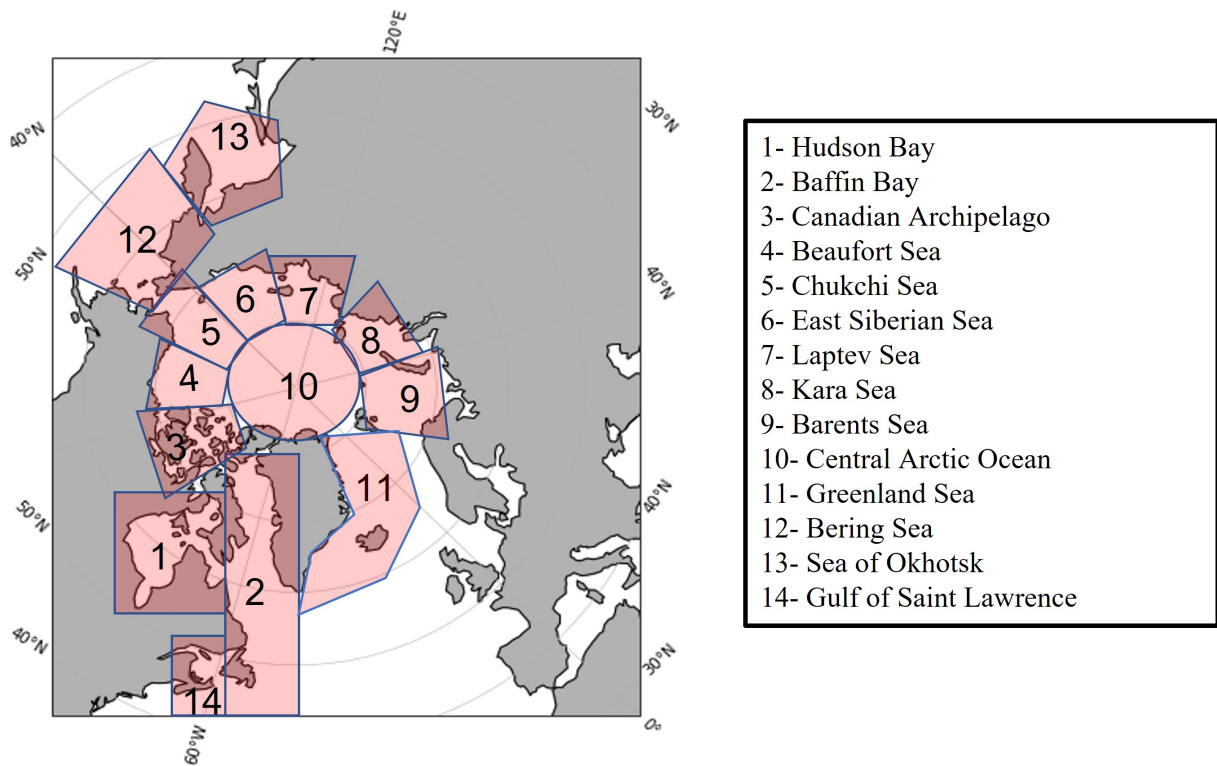 120°E
40°N
30°N
13
12
50°N
40°N
6
7
5
8
4
10
9
3
11
50°N
40°N
1
2
40°N
30°N
14
0°
60°W
1- Hudson Bay
2- Baffin Bay
3- Canadian Archipelago
4- Beaufort Sea
5- Chukchi Sea
6- East Siberian Sea
7- Laptev Sea
8- Kara Sea
9- Barents Sea
10- Central Arctic Ocean
11- Greenland Sea
12- Bering Sea
13- Sea of Okhotsk
14- Gulf of Saint Lawrence